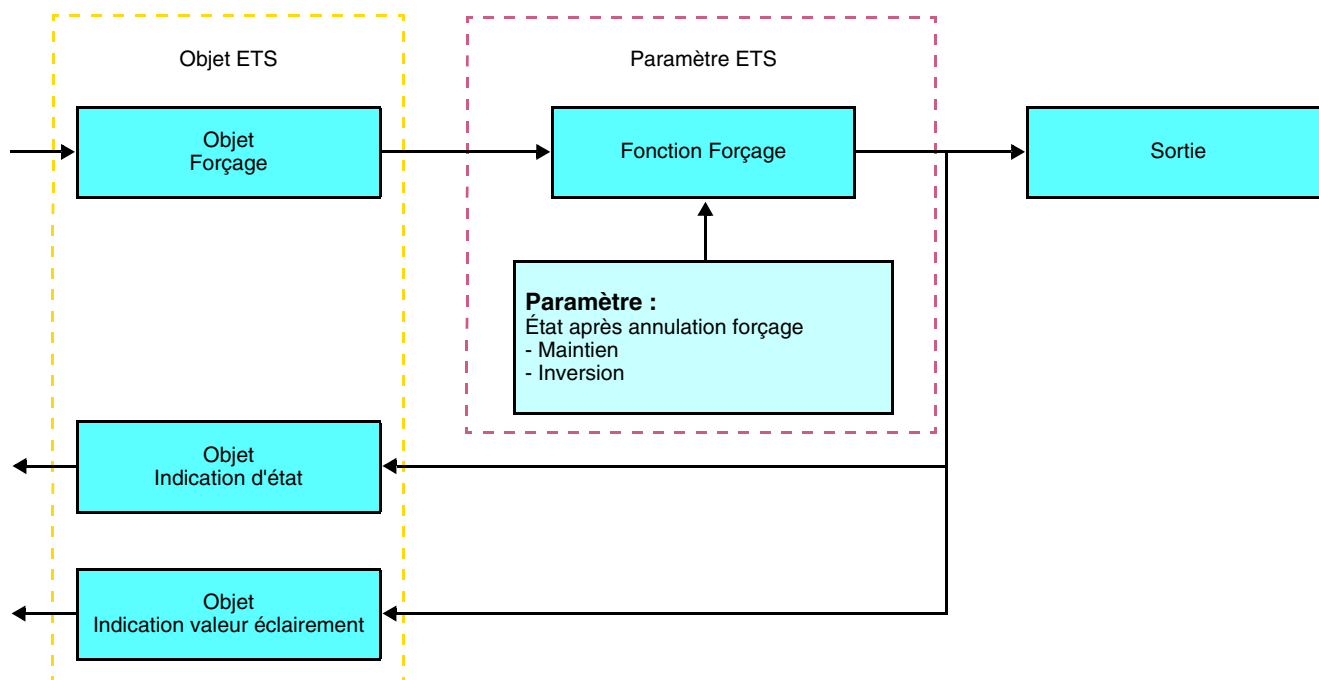 Objet ETS
Paramètre ETS
Objet
Forçage
Fonction Forçage
Sortie
Paramètre :
État après annulation forçage
- Maintien
- Inversion
Objet
Indication d'état
Objet
Indication valeur éclairement